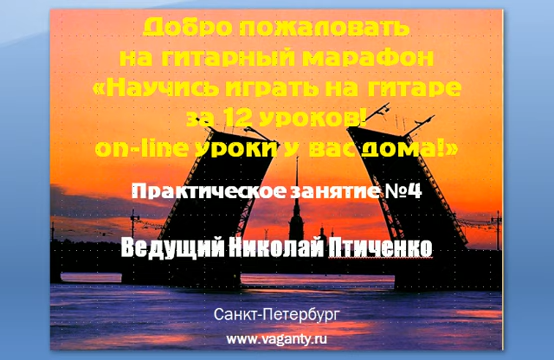 Добро пожаловать
на гитарный марафон
«Научись играть на гитаре
за 12 уроков!
on-line уроки у вас дома!»
Практическое занятие №4
Ведущий Николай Птиченко
Санкт-Петербург
www.vaganty.ru